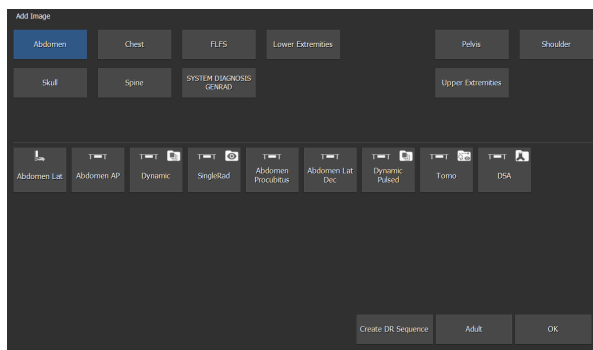 Add Image
Abdomen
Chest
FLFS
Lower Extremities
Pelvis
Shoulder
Skull
Spine
SYSTEM DIAGNOSIS
GENRAD
Upper Extremities
Abdomen Lat
Abdomen AP
Dynamic
SingleRad
Abdomen
Procubitus
Abdomen Lat
Dec
Dynamic
Pulsed
Tomo
DSA
Create DR Sequence
Adult
OK